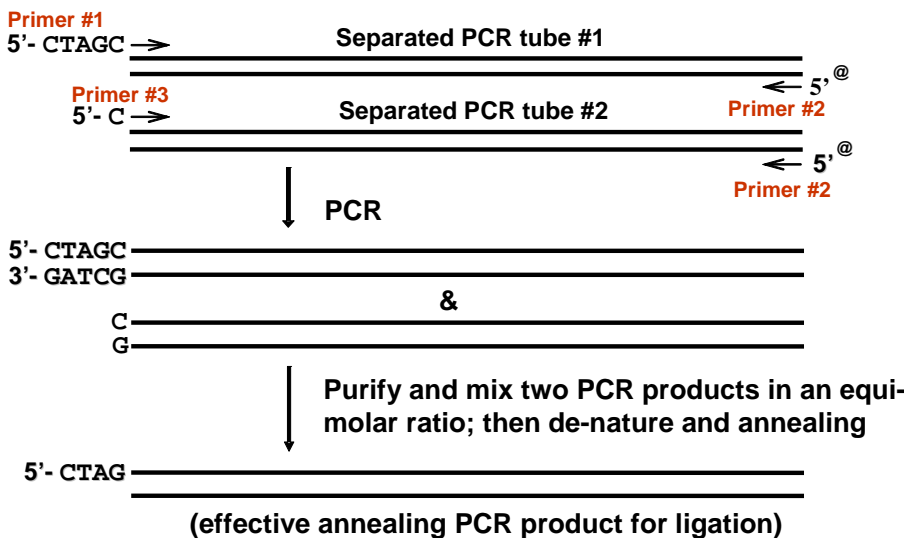 Primer #1
5’- CTAGC
Separated PCR tube #1
5’ @
Primer #2
Primer #3
5’- C
Separated PCR tube #2
5’ @
Primer #2
PCR
5’- CTAGC
3’- GATCG
&
C
G
Purify and mix two PCR products in an equi-
molar ratio; then de-nature and annealing
5’- CTAG
(effective annealing PCR product for ligation)